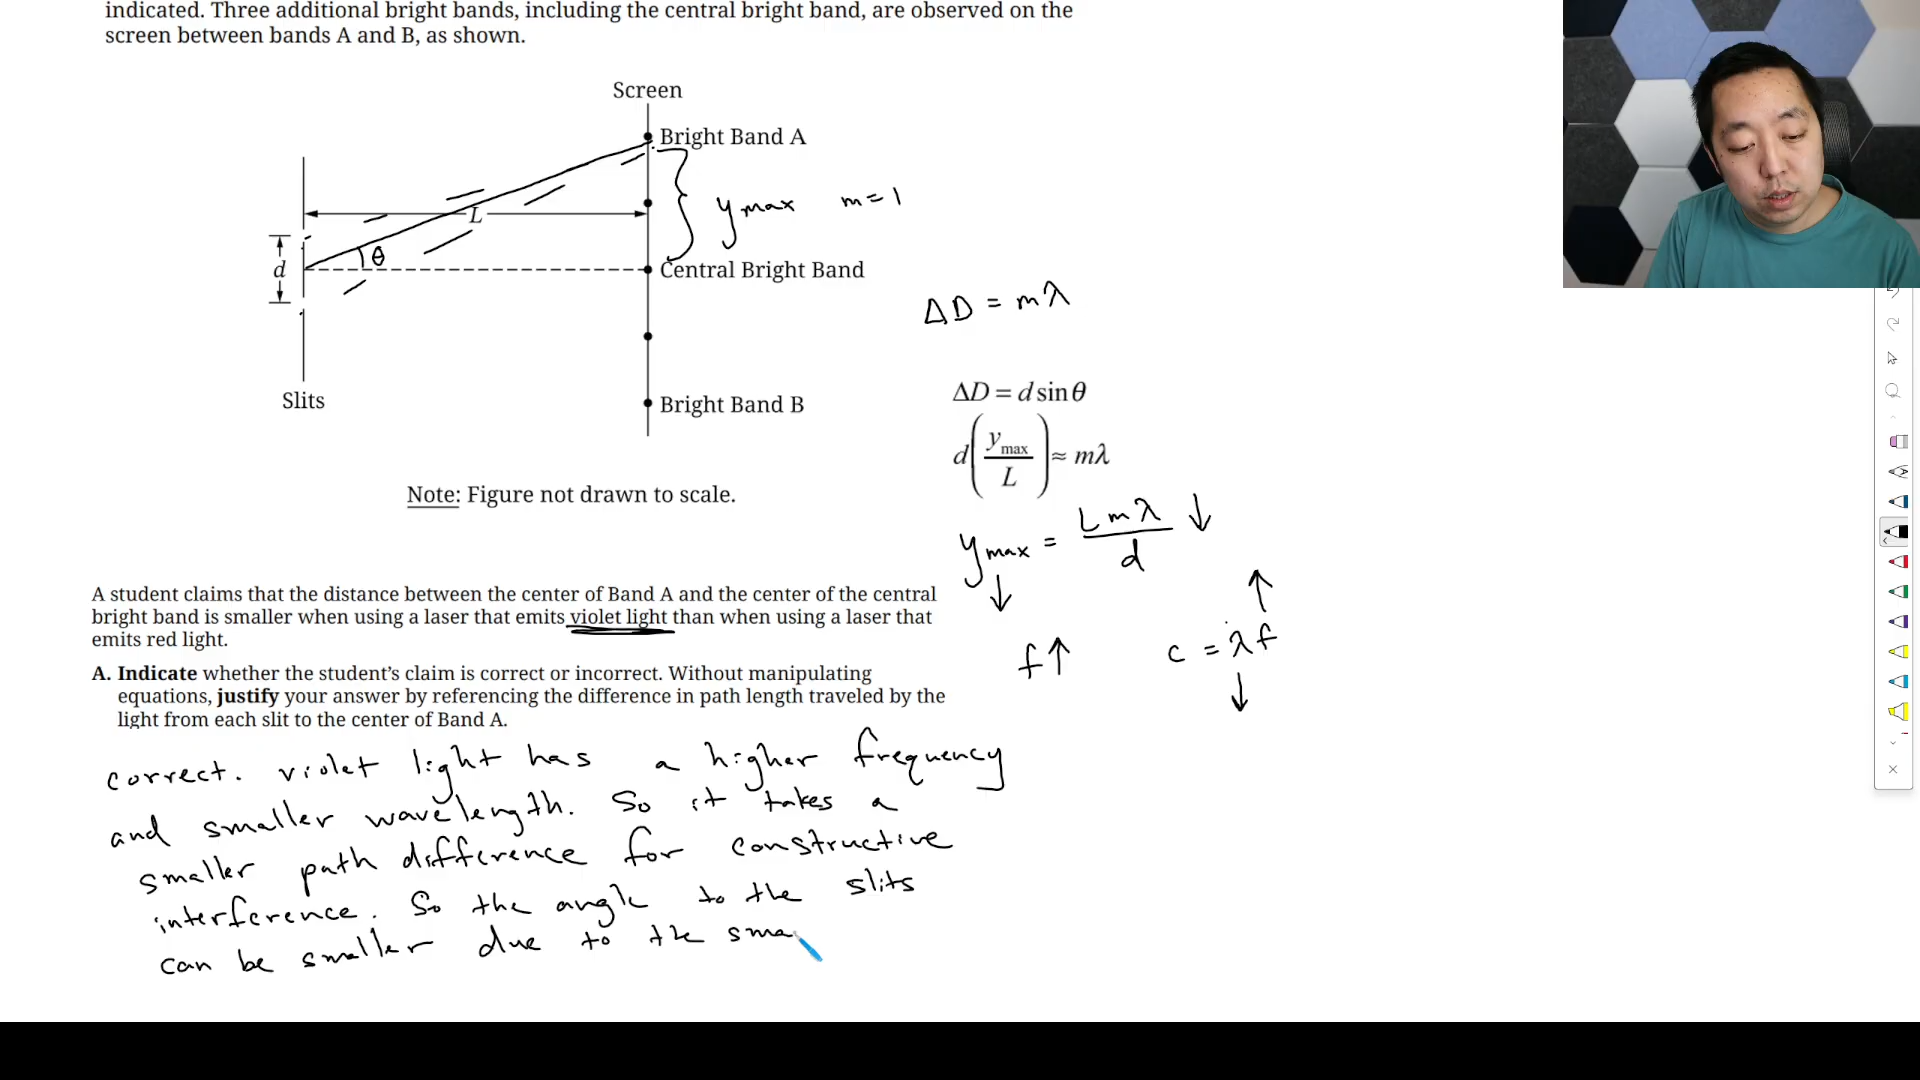 indicated. Three additional bright bands, including the central bright band, are observed on the
screen between bands A and B, as shown.
Screen
Bright Band A
y max m = 1
L
θ
d
Central Bright Band
ΔD = mλ
ΔD = d sin θ
Slits
Bright Band B
d(y max / L) ≈ mλ
Note: Figure not drawn to scale.
y max = L m λ / d ↓
↓
A student claims that the distance between the center of Band A and the center of the central
bright band is smaller when using a laser that emits violet light than when using a laser that
emits red light.
↑
f ↑ c = λ f
↓
A. Indicate whether the student's claim is correct or incorrect. Without manipulating
equations, justify your answer by referencing the difference in path length traveled by the
light from each slit to the center of Band A.
correct. violet light has a higher frequency
and smaller wavelength. So it takes a
smaller path difference for constructive
interference. So the angle to the slits
can be smaller due to the sma